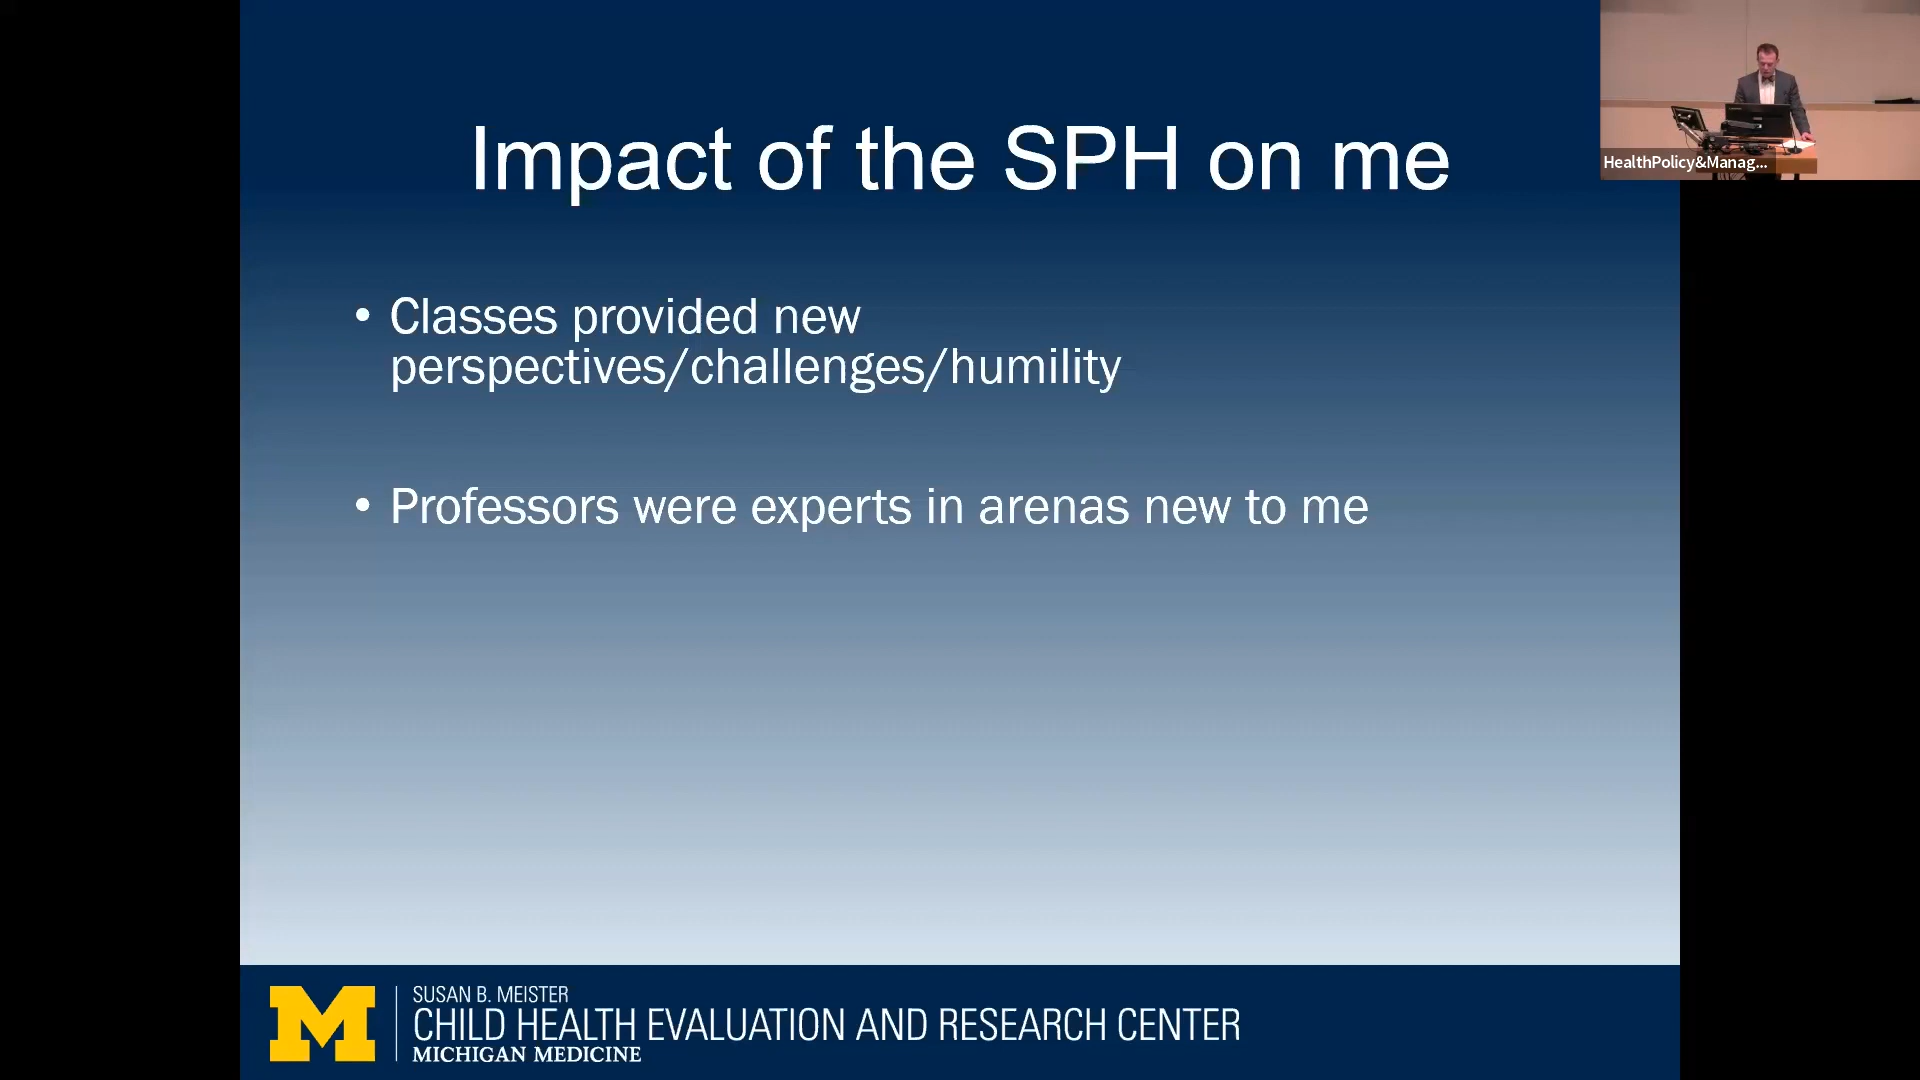 Impact of the SPH on me
HealthPolicy&Manag...
• Classes provided new
perspectives/challenges/humility
• Professors were experts in arenas new to me
M
SUSAN B. MEISTER
CHILD HEALTH EVALUATION AND RESEARCH CENTER
MICHIGAN MEDICINE